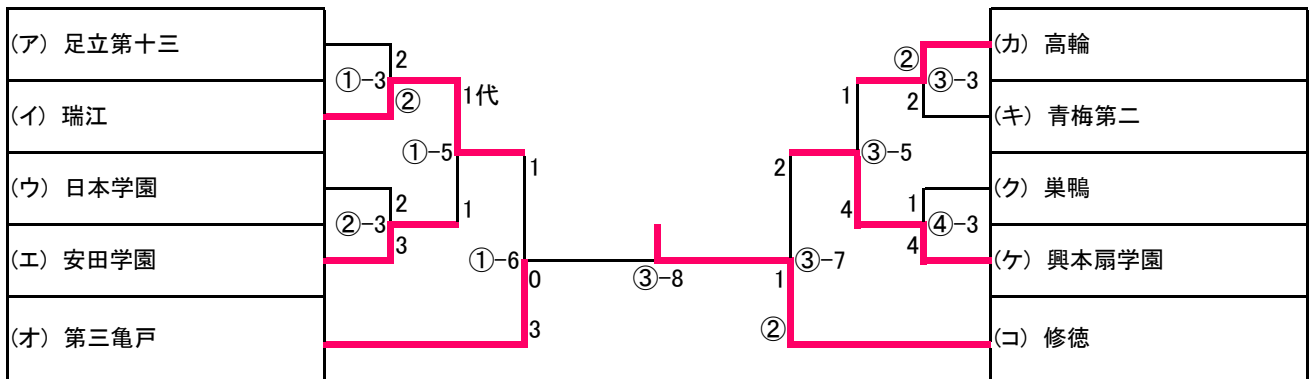 (ア) 足立第十三
(イ) 瑞江
(ウ) 日本学園
(エ) 安田学園
(オ) 第三亀戸
2
①-3
②
1代
①-5
2
②-3
3
1
1
①-6
0
3
③-8
(カ) 高輪
(キ) 青梅第二
(ク) 巣鴨
(ケ) 興本扇学園
(コ) 修徳
②
③-3
2
1
③-5
4
1
④-3
4
2
③-7
1
②